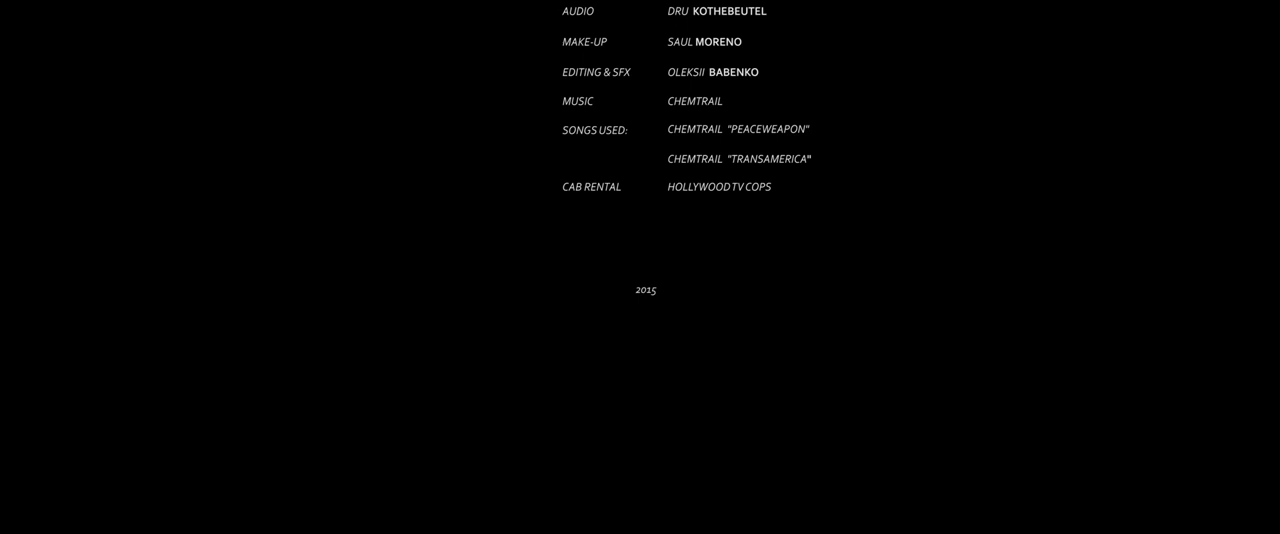 AUDIO DRU KOTHEBEUTEL
MAKE-UP SAUL MORENO
EDITING & SFX OLEKSII BABENKO
MUSIC CHEMTRAIL
SONGS USED: CHEMTRAIL "PEACEWEAPON"
CHEMTRAIL "TRANSAMERICA"
CAB RENTAL HOLLYWOOD TV COPS
2015